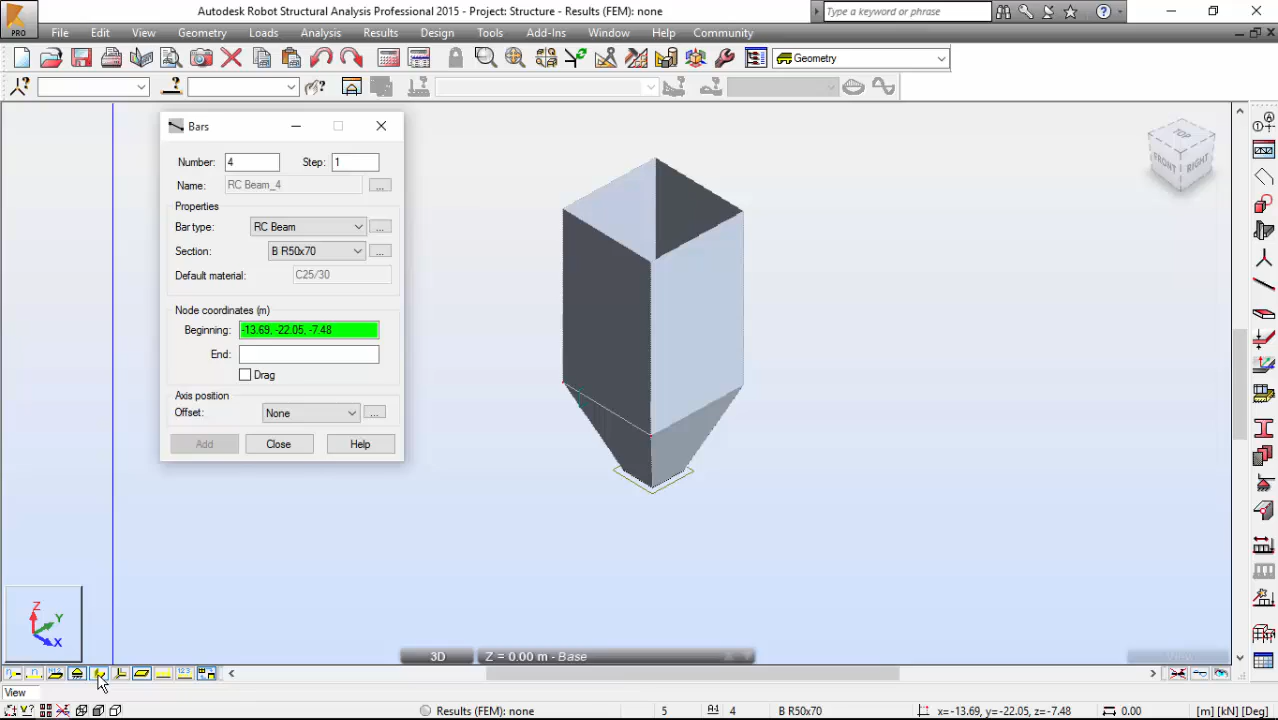 Autodesk Robot Structural Analysis Professional 2015 - Project: Structure - Results (FEM): none
Type a keyword or phrase
PRO
File Edit View Geometry Loads Analysis Results Design Tools Add-Ins Window Help Community
Geometry
Bars
Number: 4 Step: 1
Name: RC Beam_4 ...
Properties
Bar type: RC Beam ...
Section: B R50x70 ...
Default material: C25/30
Node coordinates (m)
Beginning: -13.69, -22.05, -7.48
End:
Drag
Axis position
Offset: None ...
Add Close Help
TOP
FRONT RIGHT
Z
Y
X
3D Z = 0.00 m - Base
View
Results (FEM): none 5 4 B R50x70 x=-13.69, y=-22.05, z=-7.48 0.00 [m] [kN] [Deg]